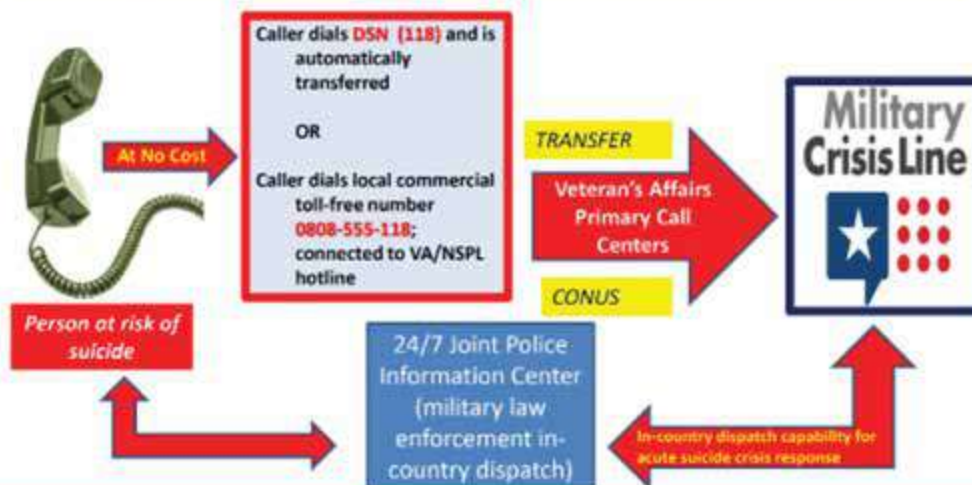 Caller dials DSN (118) and is
automatically
transferred
OR
Caller dials local commercial
toll-free number
0808-555-118;
connected to VA/NSPL
hotline
At No Cost
TRANSFER
Veteran's Affairs
Primary Call
Centers
CONUS
Military
Crisis Line
Person at risk of
suicide
24/7 Joint Police
Information Center
(military law
enforcement in-
country dispatch)
In-country dispatch capability for
acute suicide crisis response